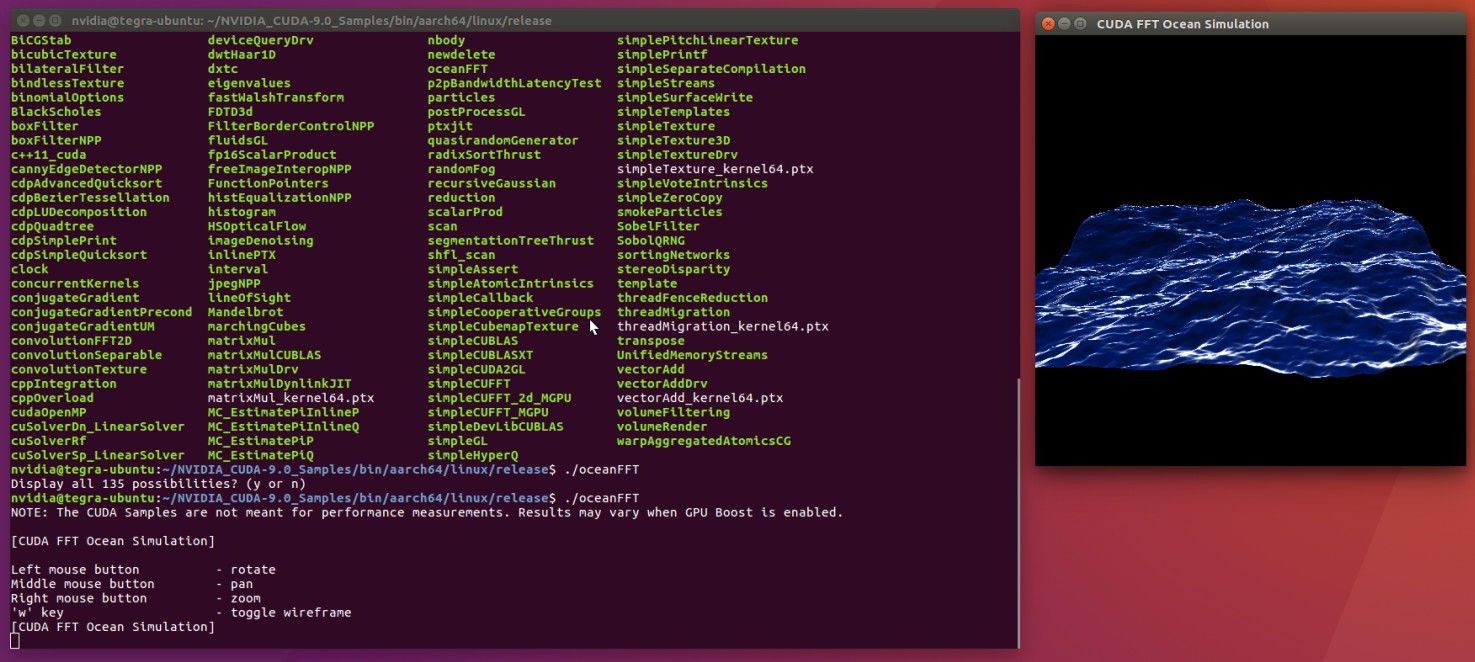 nvidia@tegra-ubuntu: ~/NVIDIA_CUDA-9.0_Samples/bin/aarch64/linux/release
BiCGStab deviceQueryDrv nbody simplePitchLinearTexture
bicubicTexture dwtHaar1D newdelete simplePrintf
bilateralFilter dxtc oceanFFT simpleSeparateCompilation
bindlessTexture eigenvalues p2pBandwidthLatencyTest simpleStreams
binomialOptions fastWalshTransform particles simpleSurfaceWrite
BlackScholes FDTD3d postProcessGL simpleTemplates
boxFilter FilterBorderControlNPP ptxjit simpleTexture
boxFilterNPP fluidsGL quasirandomGenerator simpleTexture3D
c++11_cuda fp16ScalarProduct radixSortThrust simpleTextureDrv
cannyEdgeDetectorNPP freeImageInteropNPP randomFog simpleTexture_kernel64.ptx
cdpAdvancedQuicksort FunctionPointers recursiveGaussian simpleVoteIntrinsics
cdpBezierTessellation histEqualizationNPP reduction simpleZeroCopy
cdpLUDecomposition histogram scalarProd smokeParticles
cdpQuadtree HSOpticalFlow scan SobelFilter
cdpSimplePrint imageDenoising segmentationTreeThrust SobolQRNG
cdpSimpleQuicksort inlinePTX shfl_scan sortingNetworks
clock interval simpleAssert stereoDisparity
concurrentKernels jpegNPP simpleAtomicIntrinsics template
conjugateGradient lineOfSight simpleCallback threadFenceReduction
conjugateGradientPrecond Mandelbrot simpleCooperativeGroups threadMigration
conjugateGradientUM marchingCubes simpleCubemapTexture threadMigration_kernel64.ptx
convolutionFFT2D matrixMul simpleCUBLAS transpose
convolutionSeparable matrixMulCUBLAS simpleCUBLASXT UnifiedMemoryStreams
convolutionTexture matrixMulDrv simpleCUDA2GL vectorAdd
cppIntegration matrixMulDynlinkJIT simpleCUFFT vectorAddDrv
cppOverload matrixMul_kernel64.ptx simpleCUFFT_2d_MGPU vectorAdd_kernel64.ptx
cudaOpenMP MC_EstimatePiInlineP simpleCUFFT_MGPU volumeFiltering
cuSolverDn_LinearSolver MC_EstimatePiInlineQ simpleDevLibCUBLAS volumeRender
cuSolverRf MC_EstimatePiP simpleGL warpAggregatedAtomicsCG
cuSolverSp_LinearSolver MC_EstimatePiQ simpleHyperQ
nvidia@tegra-ubuntu:~/NVIDIA_CUDA-9.0_Samples/bin/aarch64/linux/release$ ./oceanFFT
Display all 135 possibilities? (y or n)
nvidia@tegra-ubuntu:~/NVIDIA_CUDA-9.0_Samples/bin/aarch64/linux/release$ ./oceanFFT
NOTE: The CUDA Samples are not meant for performance measurements. Results may vary when GPU Boost is enabled.
[CUDA FFT Ocean Simulation]
Left mouse button - rotate
Middle mouse button - pan
Right mouse button - zoom
'w' key - toggle wireframe
[CUDA FFT Ocean Simulation]
CUDA FFT Ocean Simulation